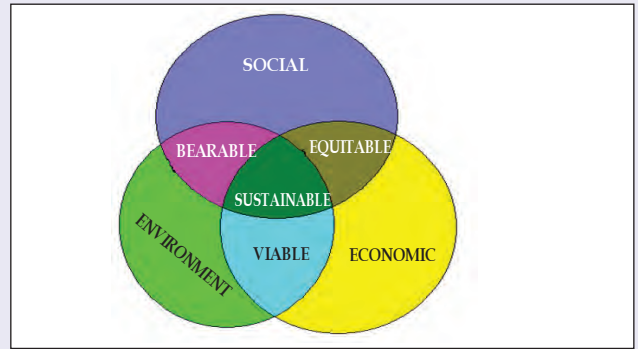 SOCIAL
BEARABLE
EQUITABLE
SUSTAINABLE
ENVIRONMENT
VIABLE
ECONOMIC